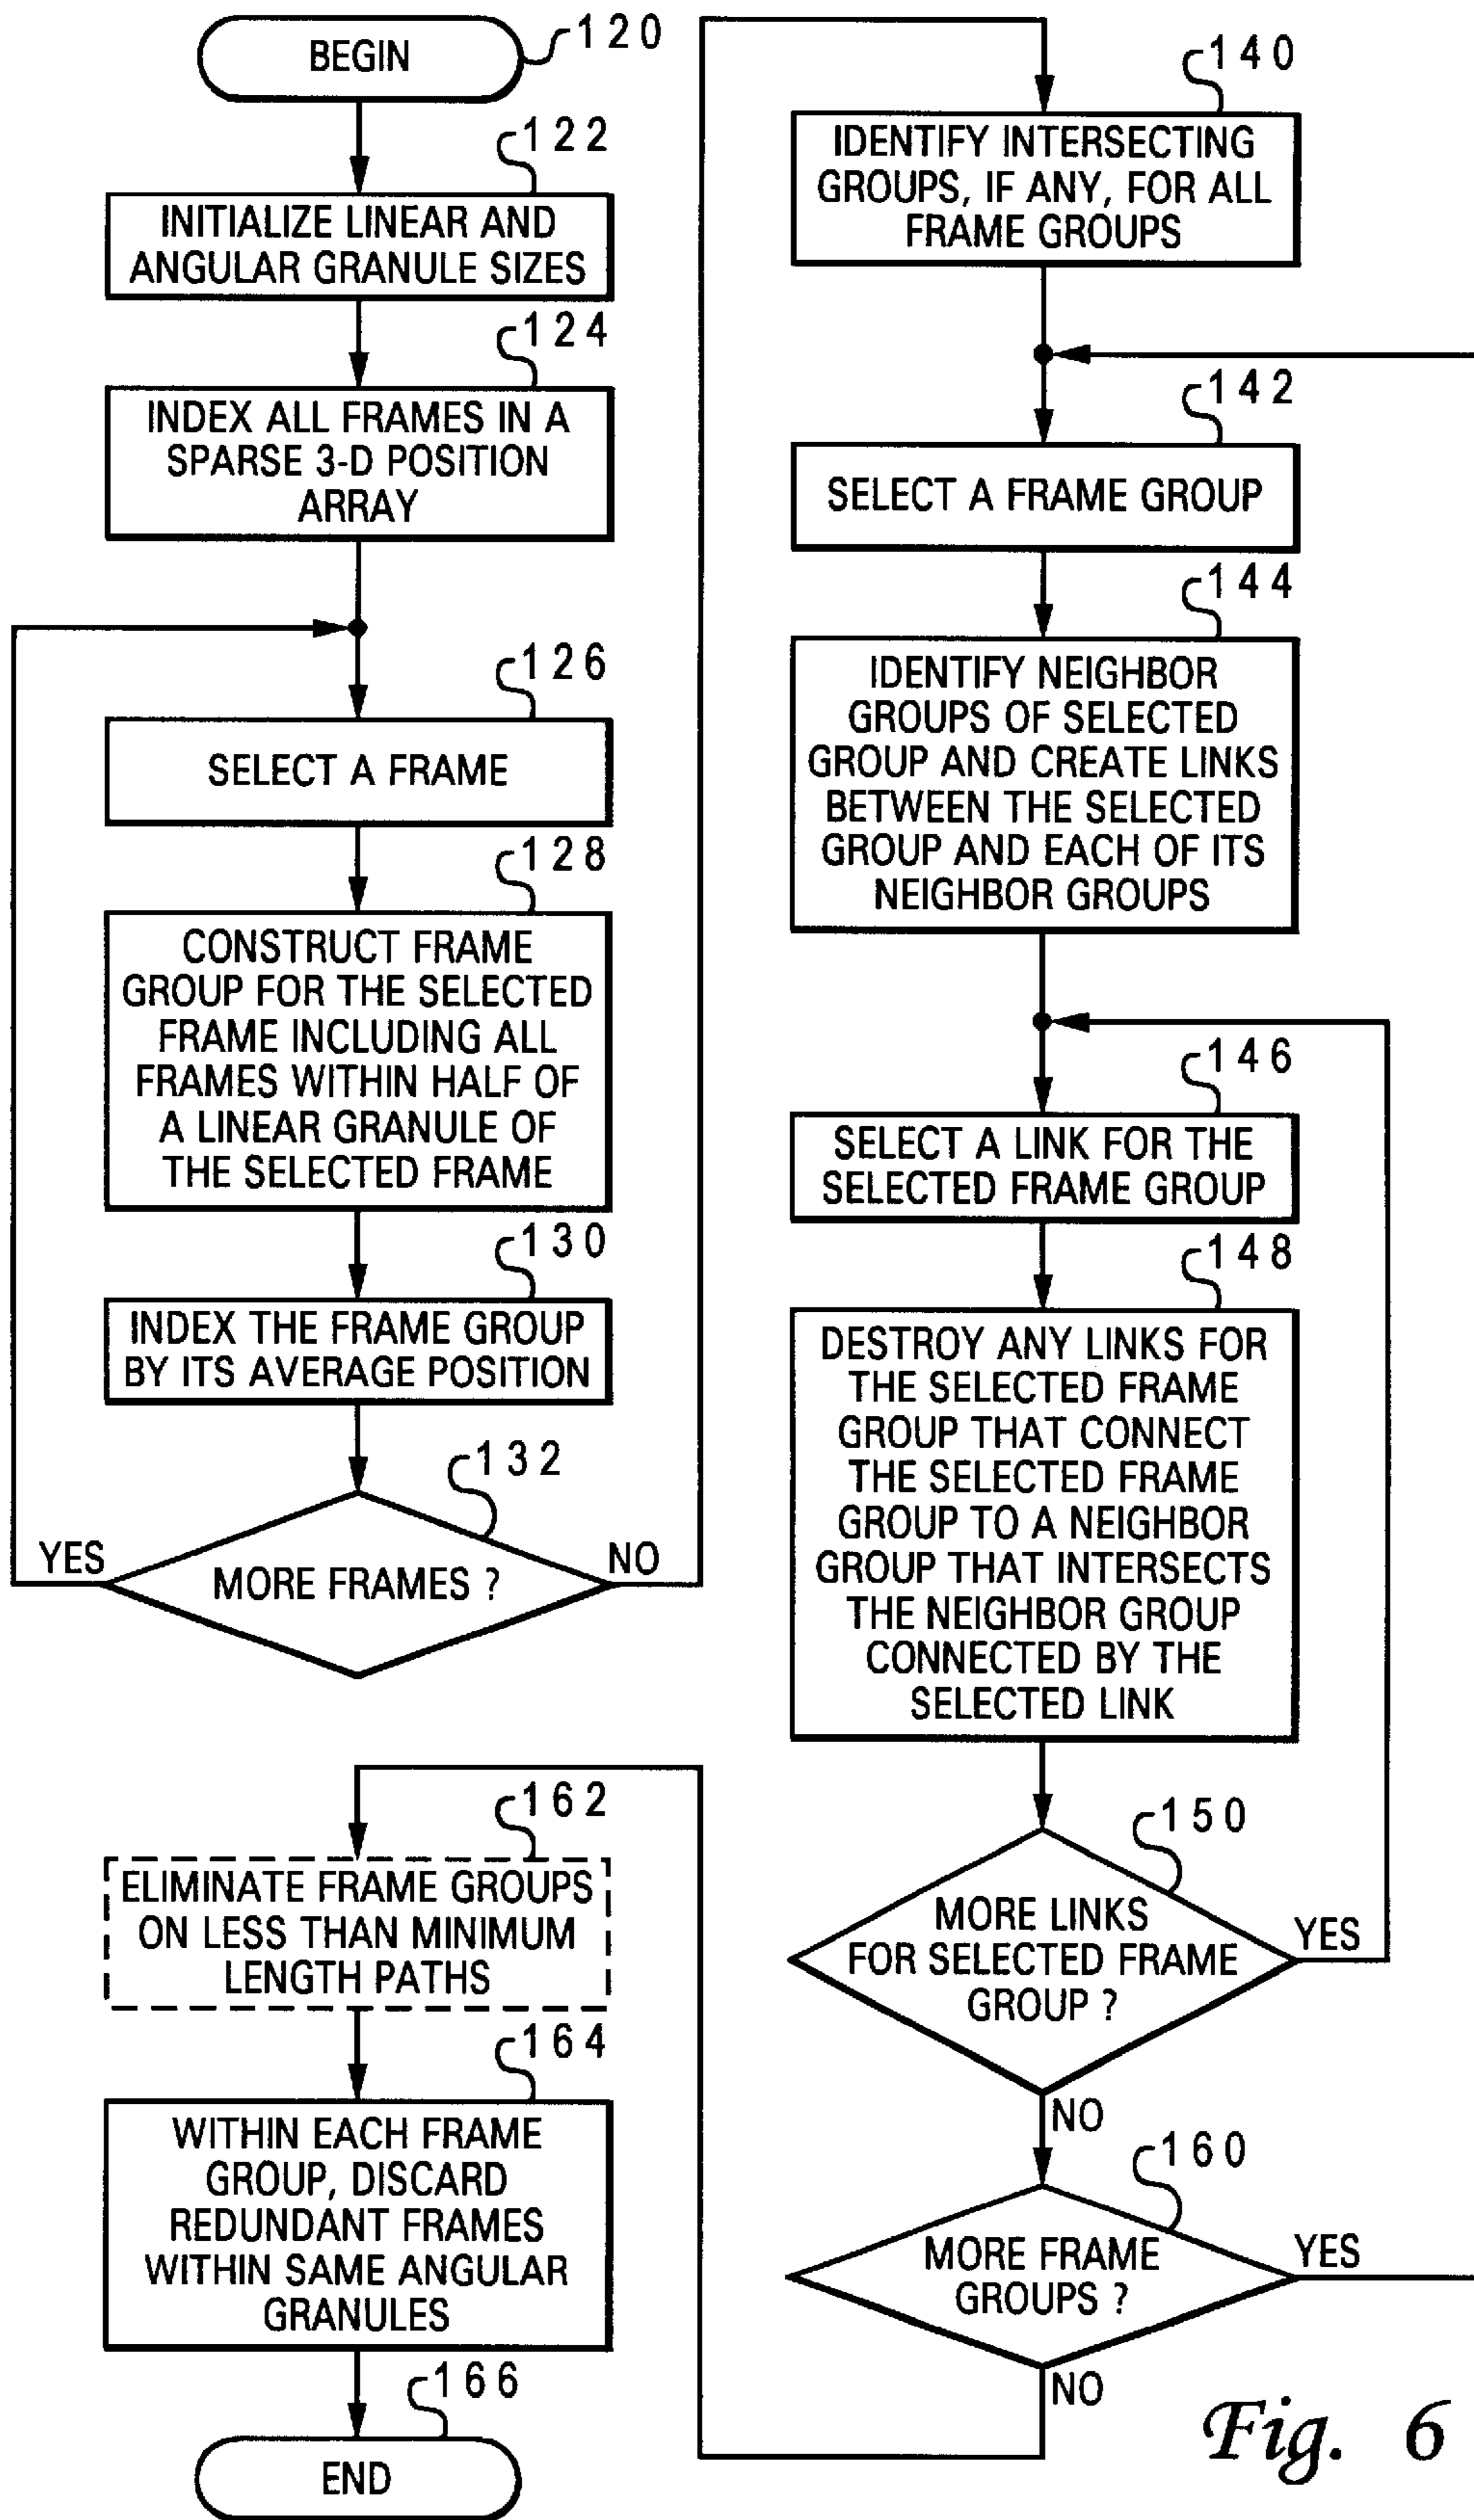 BEGIN
120
122
INITIALIZE LINEAR AND
ANGULAR GRANULE SIZES
124
INDEX ALL FRAMES IN A
SPARSE 3-D POSITION
ARRAY
126
SELECT A FRAME
128
CONSTRUCT FRAME
GROUP FOR THE SELECTED
FRAME INCLUDING ALL
FRAMES WITHIN HALF OF
A LINEAR GRANULE OF
THE SELECTED FRAME
130
INDEX THE FRAME GROUP
BY ITS AVERAGE POSITION
132
YES
MORE FRAMES ?
NO
140
IDENTIFY INTERSECTING
GROUPS, IF ANY, FOR ALL
FRAME GROUPS
142
SELECT A FRAME GROUP
144
IDENTIFY NEIGHBOR
GROUPS OF SELECTED
GROUP AND CREATE LINKS
BETWEEN THE SELECTED
GROUP AND EACH OF ITS
NEIGHBOR GROUPS
146
SELECT A LINK FOR THE
SELECTED FRAME GROUP
148
DESTROY ANY LINKS FOR
THE SELECTED FRAME
GROUP THAT CONNECT
THE SELECTED FRAME
GROUP TO A NEIGHBOR
GROUP THAT INTERSECTS
THE NEIGHBOR GROUP
CONNECTED BY THE
SELECTED LINK
150
MORE LINKS
FOR SELECTED FRAME
GROUP ?
YES
NO
160
MORE FRAME
GROUPS ?
YES
NO
162
ELIMINATE FRAME GROUPS
ON LESS THAN MINIMUM
LENGTH PATHS
164
WITHIN EACH FRAME
GROUP, DISCARD
REDUNDANT FRAMES
WITHIN SAME ANGULAR
GRANULES
166
END
Fig. 6